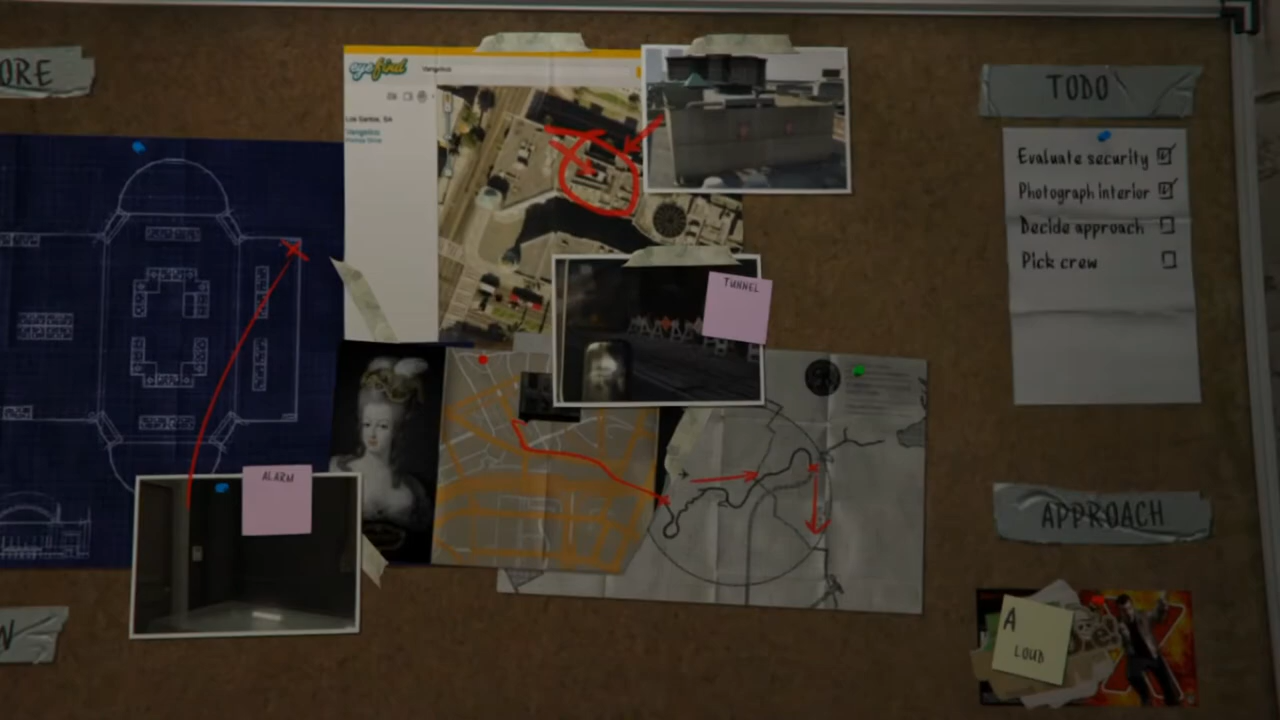 ORE
eyefind
Vangelico
Los Santos, SA
Vangelico
TUNNEL
ALARM
TODO
Evaluate security
Photograph interior
Decide approach
Pick crew
APPROACH
A
LOUD